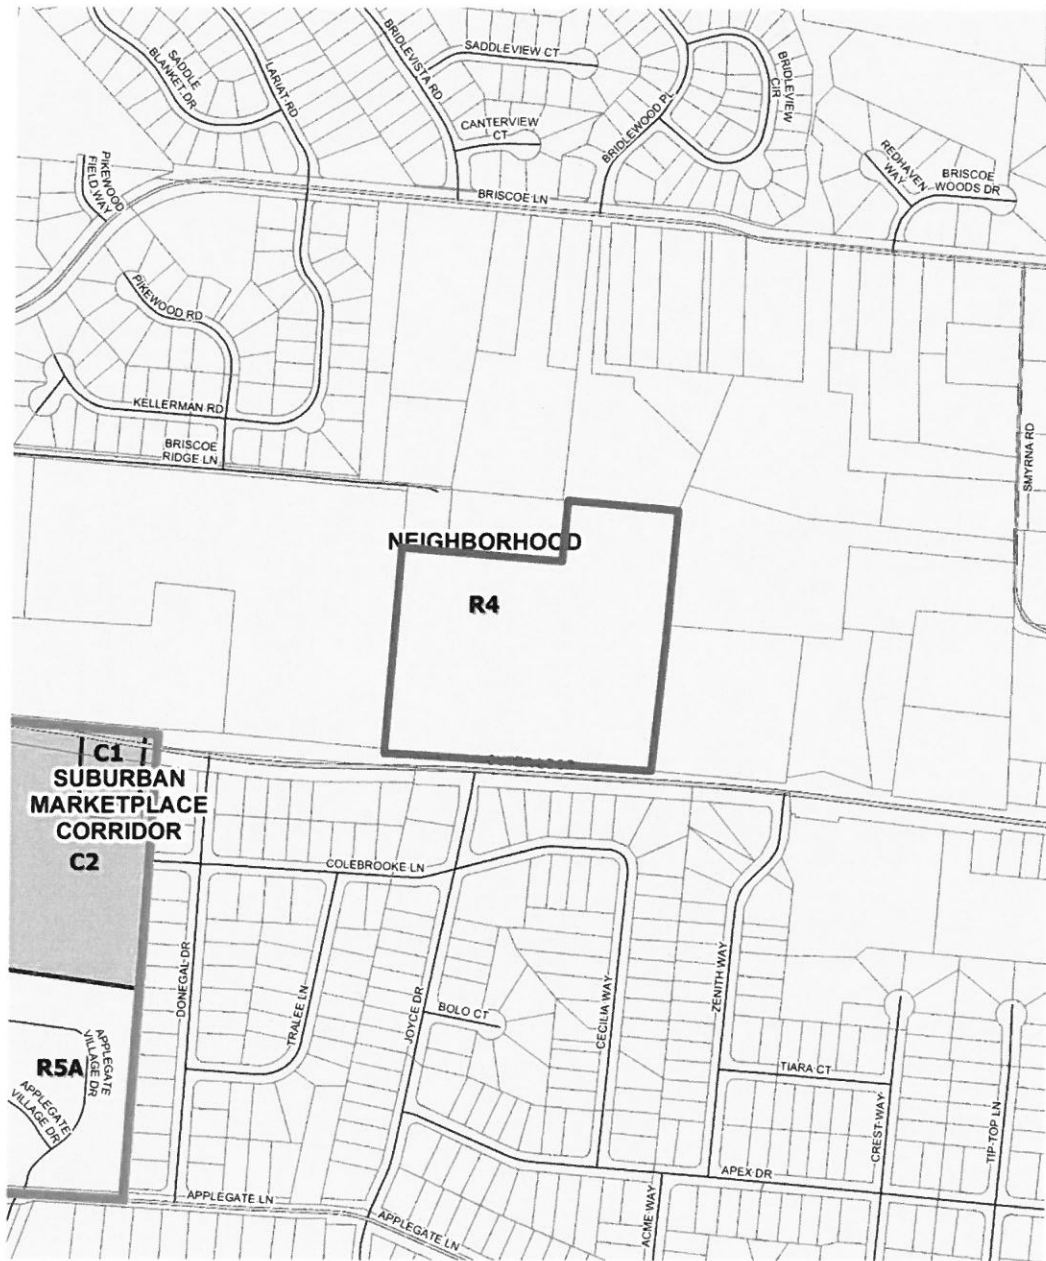 SADDLE
BLANKET DR
LARIAT RD
BRIDLEVISTA RD
SADDLEVIEW CT
BRIDLEVIEW
CIR
CANTERVIEW
CT
BRIDLEWOOD PL
REDHAVEN
WAY
BRISCOE
WOODS DR
PIKEWOOD
FIELD WAY
BRISCOE LN
PIKEWOOD RD
KELLERMAN RD
BRISCOE
RIDGE LN
SMYRNA RD
NEIGHBORHOOD
R4
C1
SUBURBAN
MARKETPLACE
CORRIDOR
C2
COLEBROOKE LN
DONEGAL DR
TRALEE LN
JOYCE DR
BOLO CT
CECILIA WAY
ZENITH WAY
TIARA CT
CREST WAY
TIP-TOP LN
R5A
APPLEGATE
VILLAGE DR
APPLEGATE
VILLAGE DR
APEX DR
ACME WAY
APPLEGATE LN
APPLEGATE LN